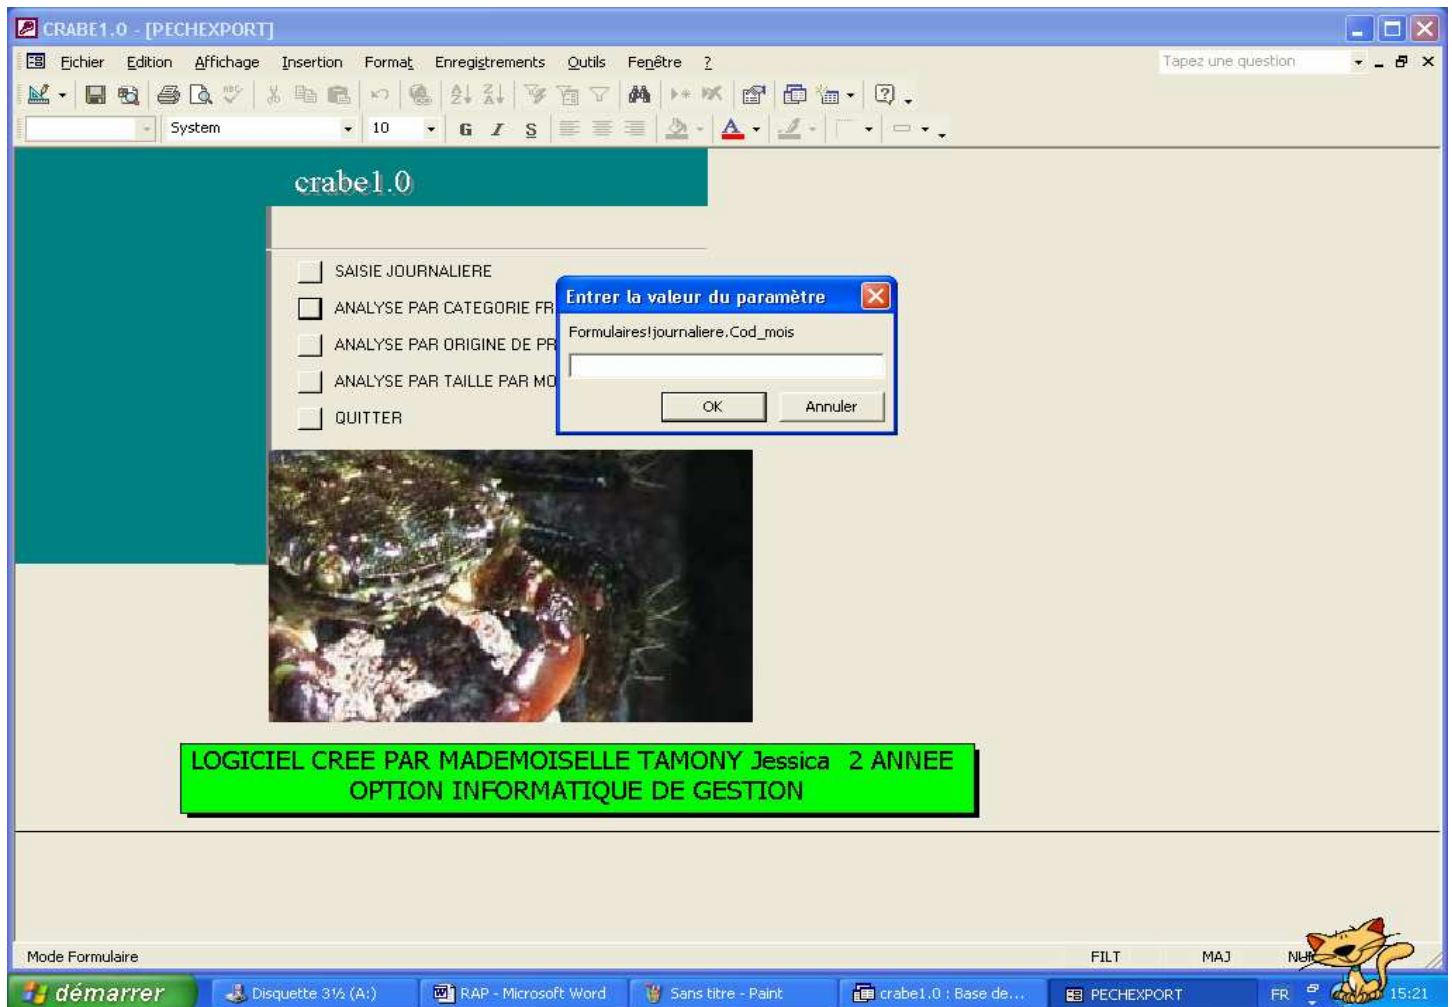 CRABE1.0 - [PECHEXPORT]
Fichier Edition Affichage Insertion Format Enregistrements Outils Fenêtre ?
Tapez une question
System 10 G I S A
crabe1.0
SAISIE JOURNALIERE
ANALYSE PAR CATEGORIE FR
ANALYSE PAR ORIGINE DE PR
ANALYSE PAR TAILLE PAR MO
QUITTER
Entrer la valeur du paramètre
Formulaires!journaliere.Cod_mois
OK Annuler
LOGICIEL CREE PAR MADEMOISELLE TAMONY Jessica 2 ANNEE
OPTION INFORMATIQUE DE GESTION
Mode Formulaire FILT MAJ
démarrer Disquette 3½ (A:) RAP - Microsoft Word Sans titre - Paint crabe1.0 : Base de... PECHEXPORT FR 15:21